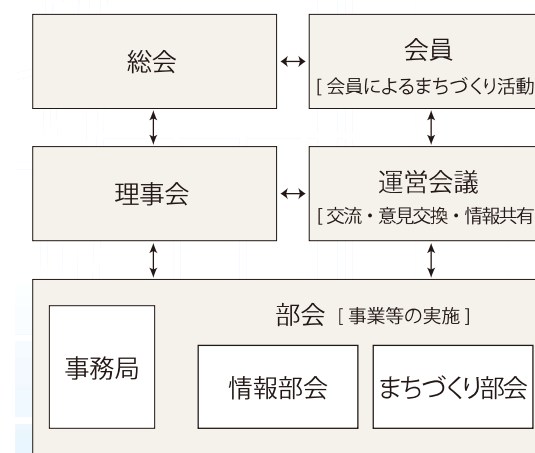 総会
会員
[ 会員によるまちづくり活動
理事会
運営会議
[ 交流・意見交換・情報共有
部会 [ 事業等の実施 ]
事務局
情報部会
まちづくり部会